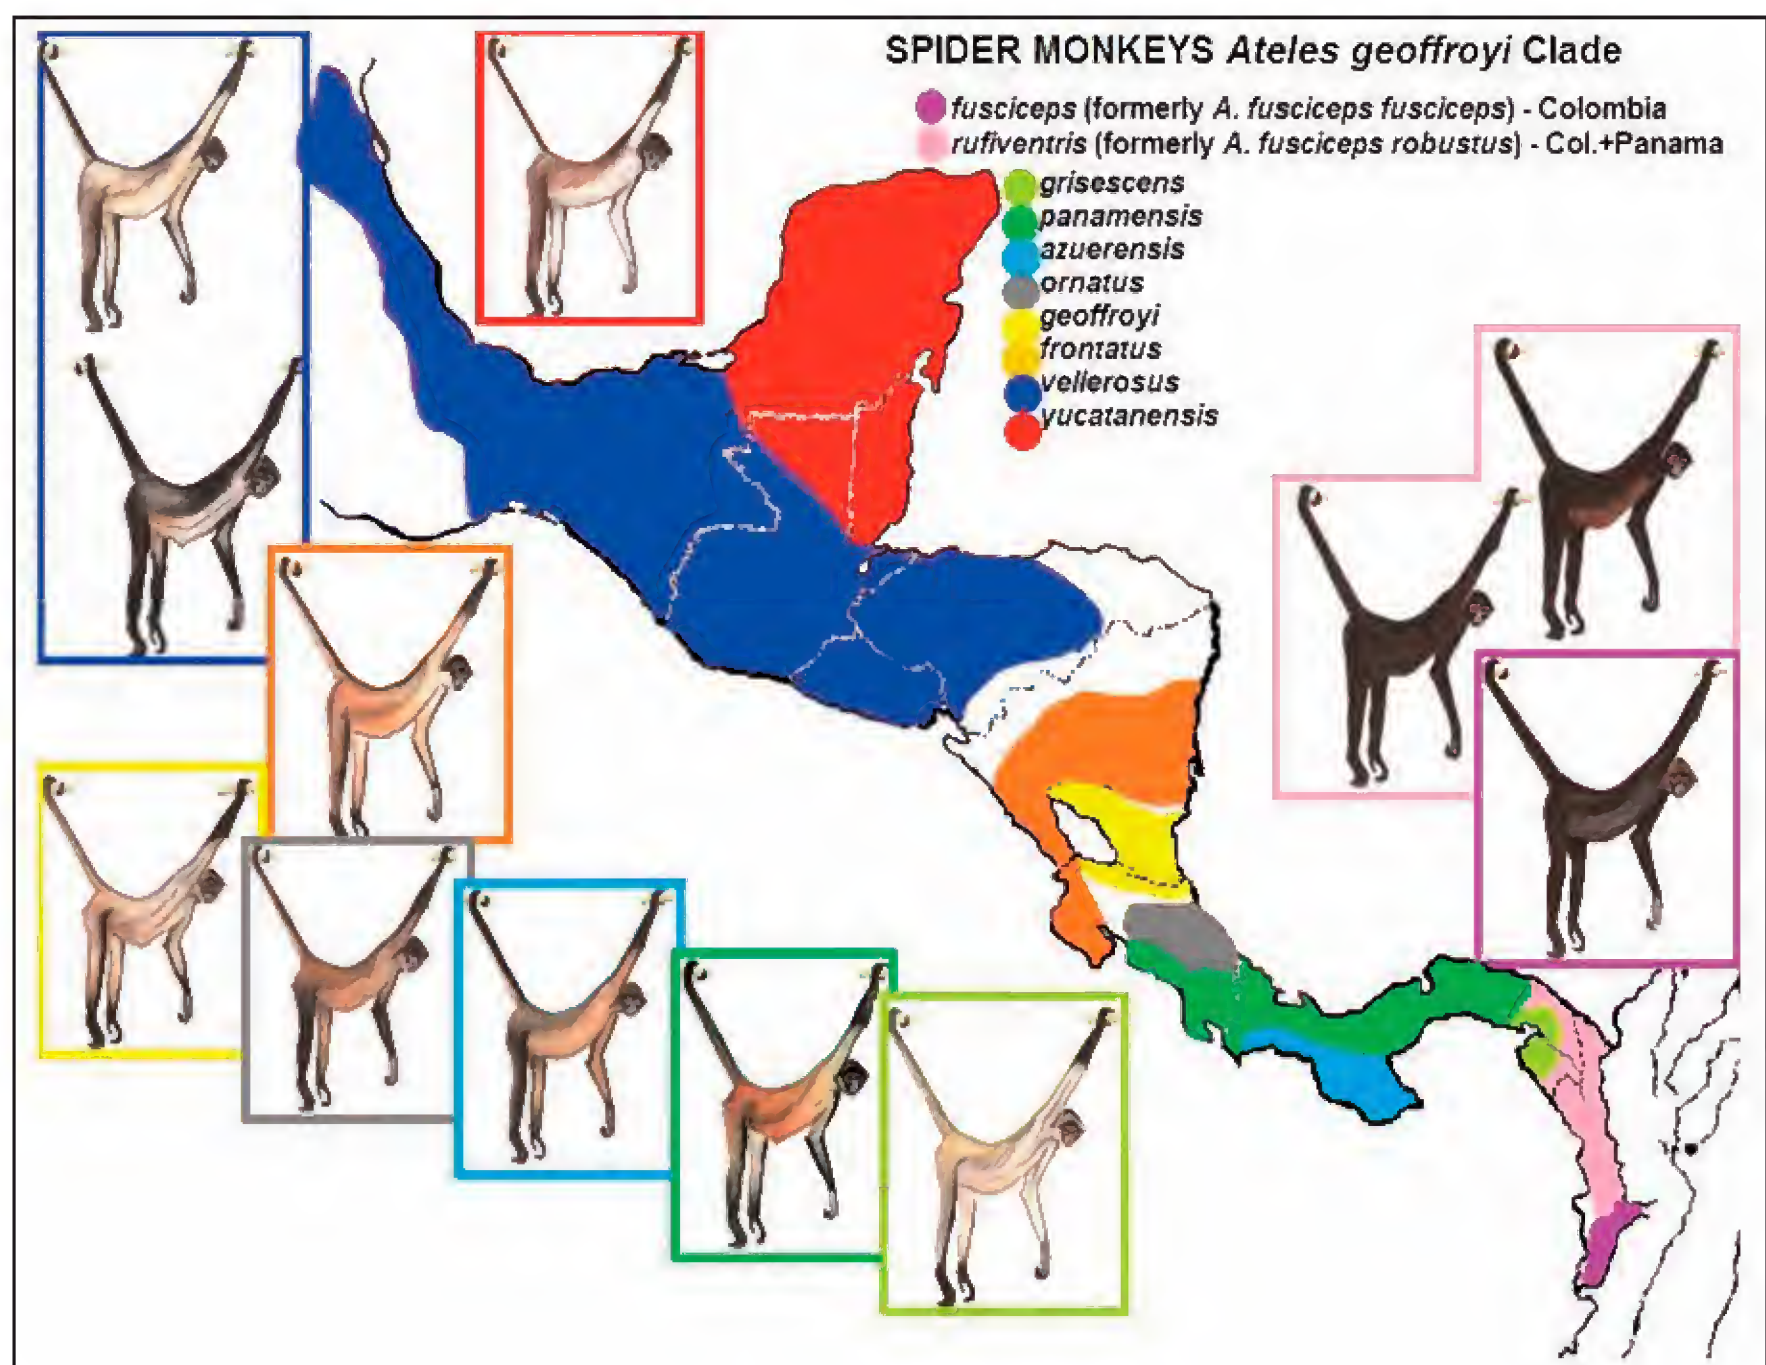 SPIDER MONKEYS Ateles geoffroyi Clade
fusciceps (formerly A. fusciceps fusciceps) - Colombia
rufiventris (formerly A. fusciceps robustus) - Col.+Panama
grisescens
panamensis
azuerensis
ornatus
geoffroyi
frontatus
vellerosus
yucatanensis